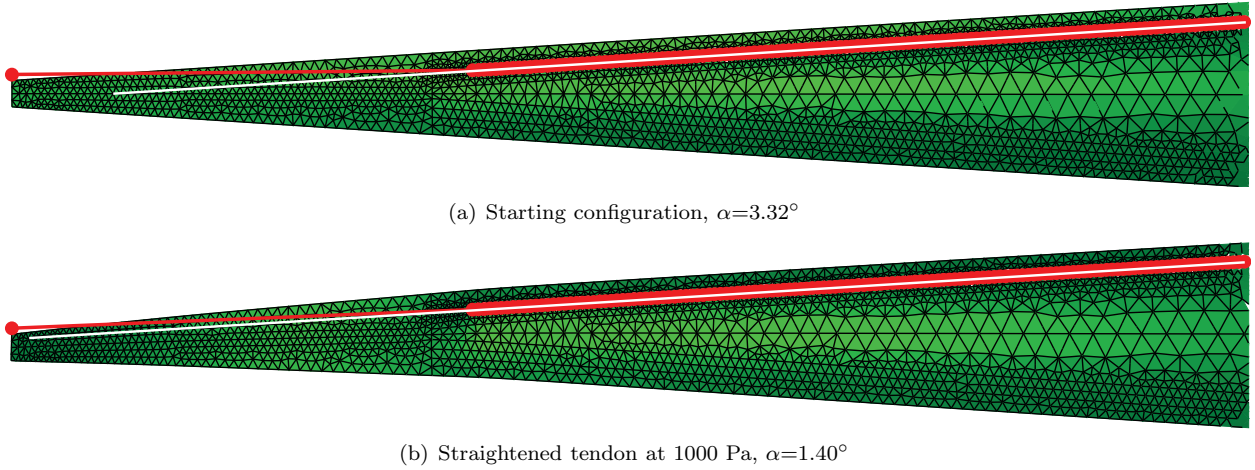 (a) Starting configuration, α=3.32°
(b) Straightened tendon at 1000 Pa, α=1.40°